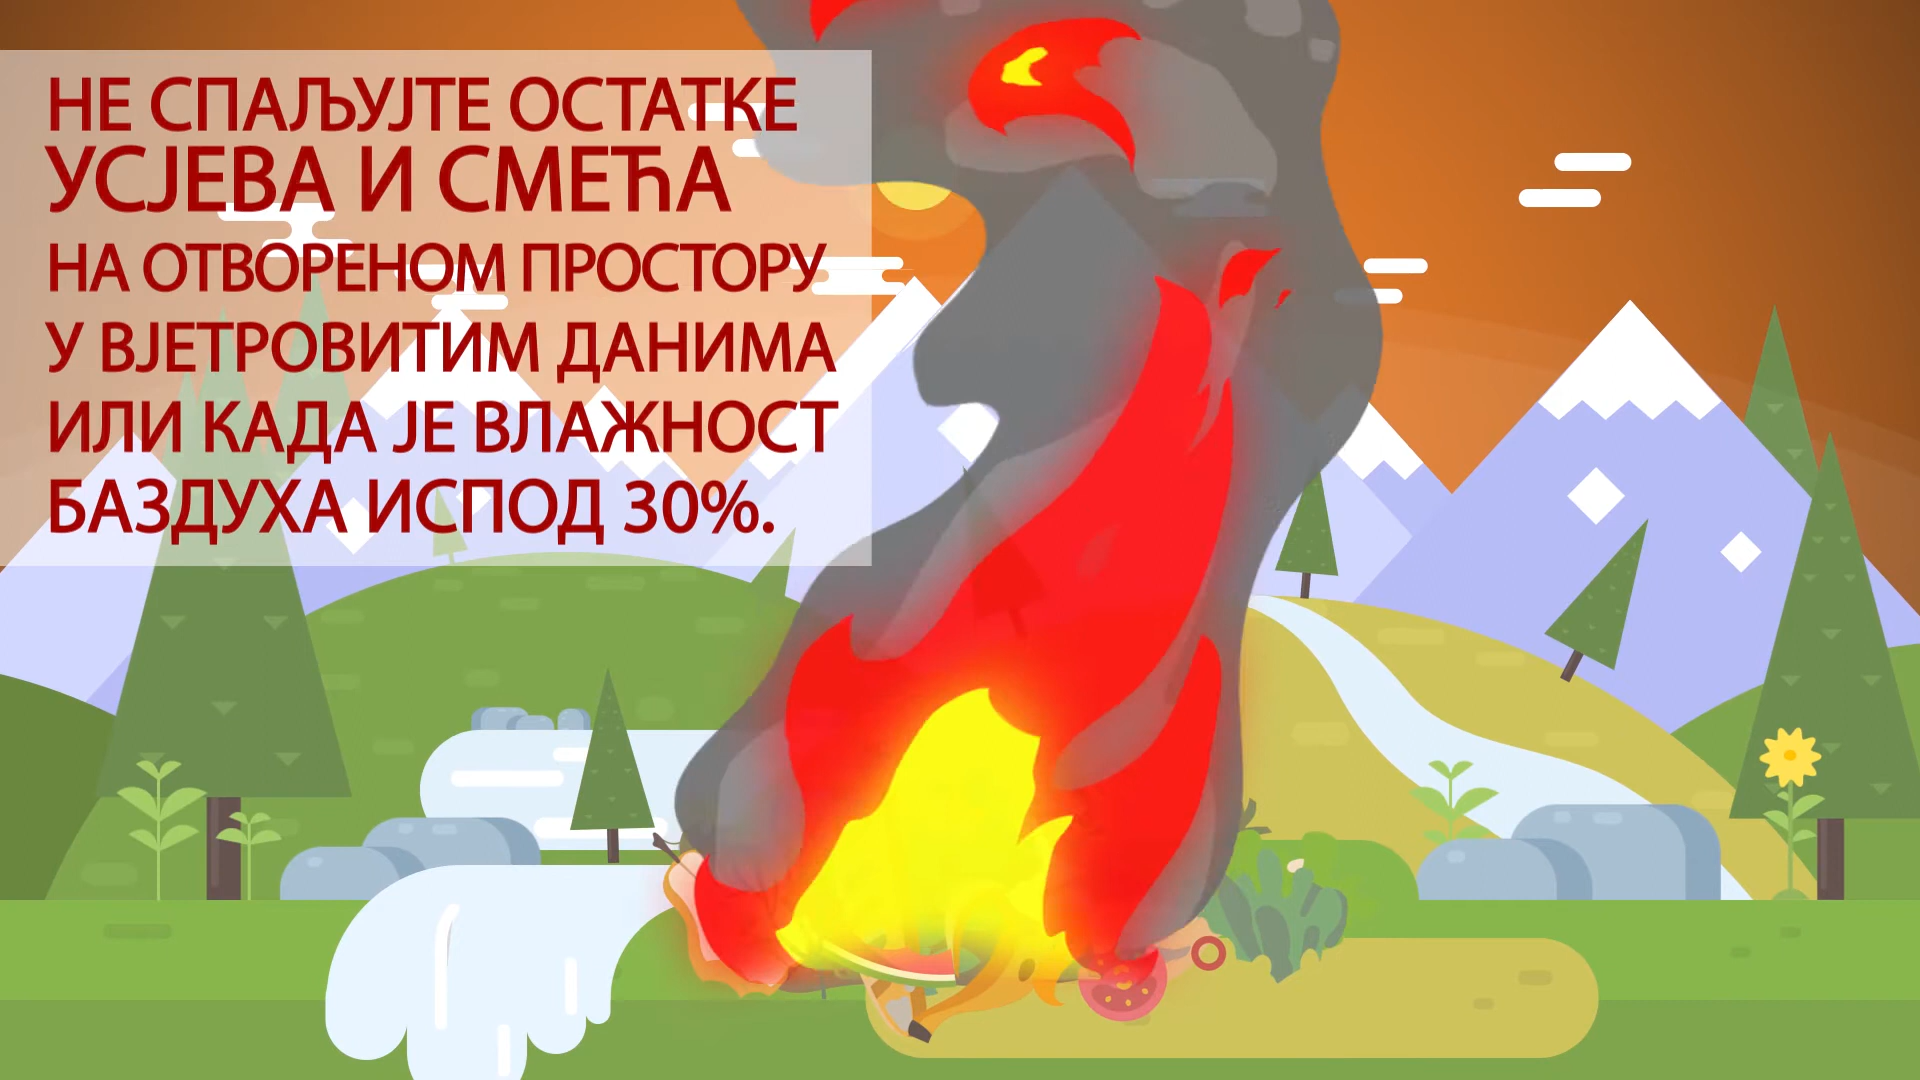 НЕ СПАЉУЈТЕ ОСТАТКЕ
УСЈЕВА И СМЕЋА
НА ОТВОРЕНОМ ПРОСТОРУ
У ВЈЕТРОВИТИМ ДАНИМА
ИЛИ КАДА ЈЕ ВЛАЖНОСТ
БАЗДУХА ИСПОД 30%.